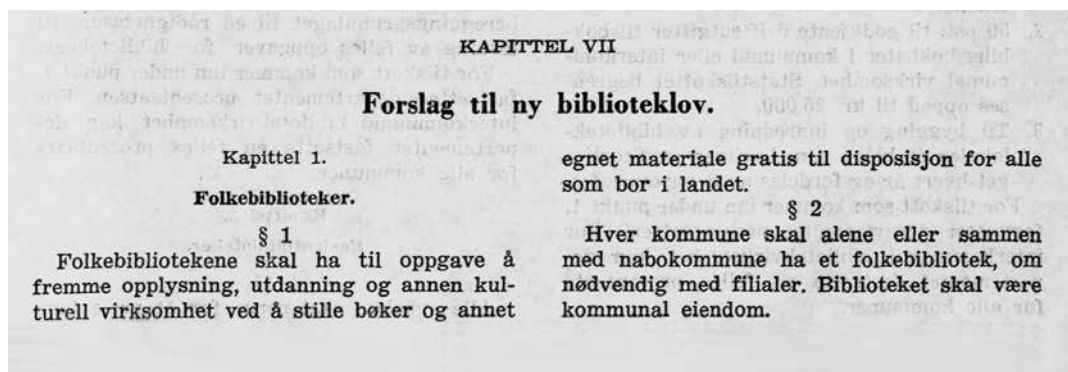 KAPITTEL VII
Forslag til ny biblioteklov.
Kapittel 1.
Folkebiblioteker.
§ 1
Folkebibliotekene skal ha til oppgave å
fremme opplysning, utdanning og annen kul-
turell virksomhet ved å stille bøker og annet
egnet materiale gratis til disposisjon for alle
som bor i landet.
§ 2
Hver kommune skal alene eller sammen
med nabokommune ha et folkebibliotek, om
nødvendig med filialer. Biblioteket skal være
kommunal eiendom.